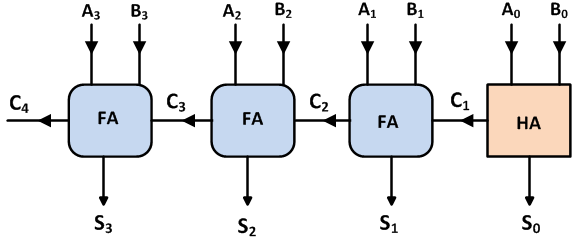 A₃ B₃ A₂ B₂ A₁ B₁ A₀ B₀
C₄ FA C₃ FA C₂ FA C₁ HA
S₃ S₂ S₁ S₀